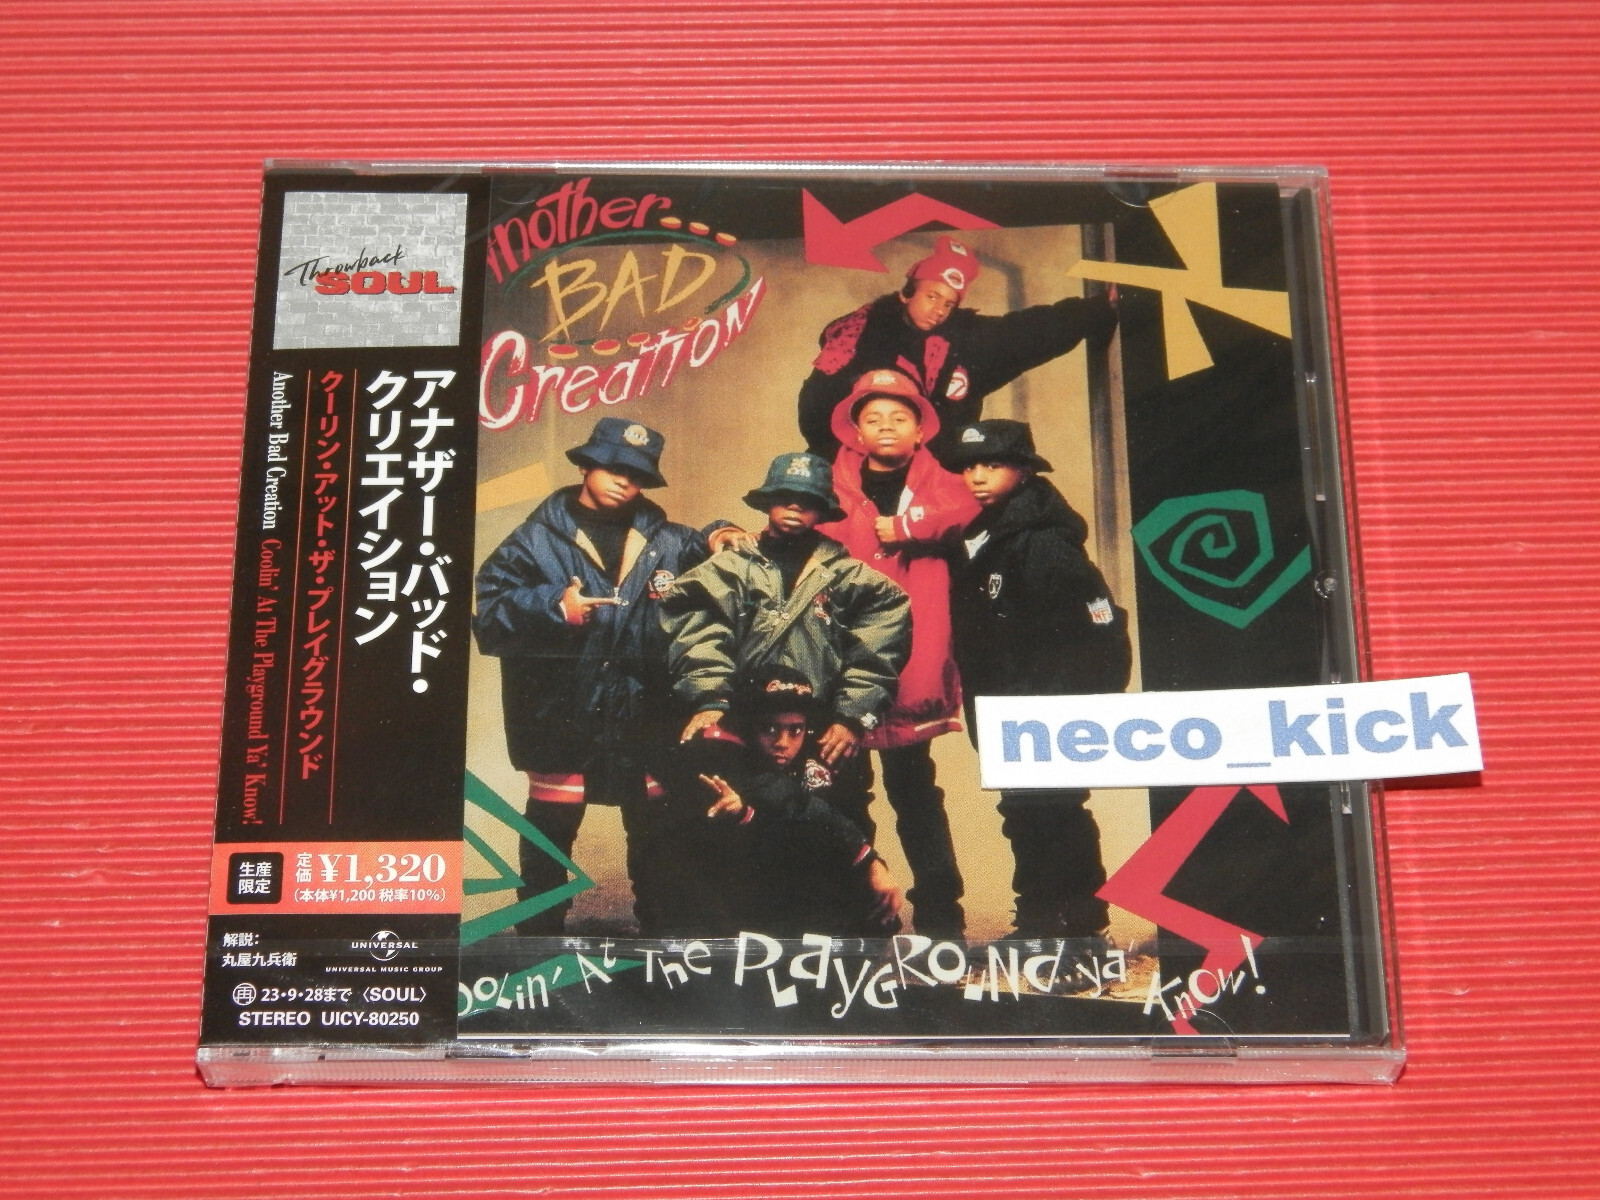 Throwback
SOUL
アナザー・バッド・
クリエイション
クーリン・アット・ザ・プレイグラウンド
Another Bad Creation Coolin' At The Playground Ya' Know!
生産
限定
定価 ¥1,320
(本体¥1,200 税率10%)
解説:
丸屋九兵衛
UNIVERSAL
UNIVERSAL MUSIC GROUP
再 23・9・28まで 〈SOUL〉
STEREO UICY-80250
Another...
BAD
Creation
Georgia
NFL
oolin' At The Playground..ya' Know!
neco_kick